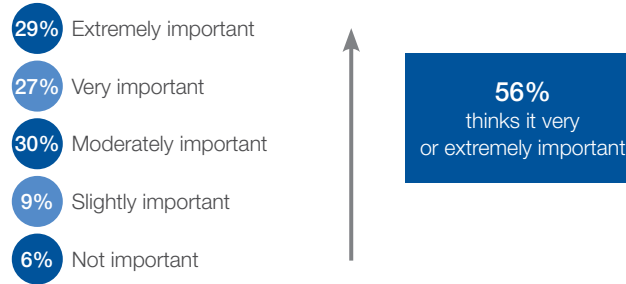 29% Extremely important
27% Very important
30% Moderately important
9% Slightly important
6% Not important
56%
thinks it very
or extremely important